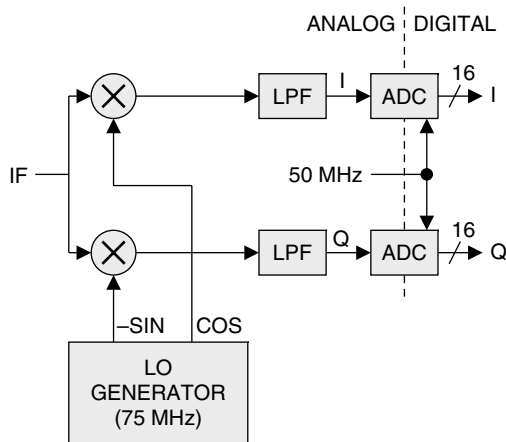 ANALOG DIGITAL
16
LPF I ADC I
IF
50 MHz
16
LPF Q ADC Q
–SIN COS
LO
GENERATOR
(75 MHz)